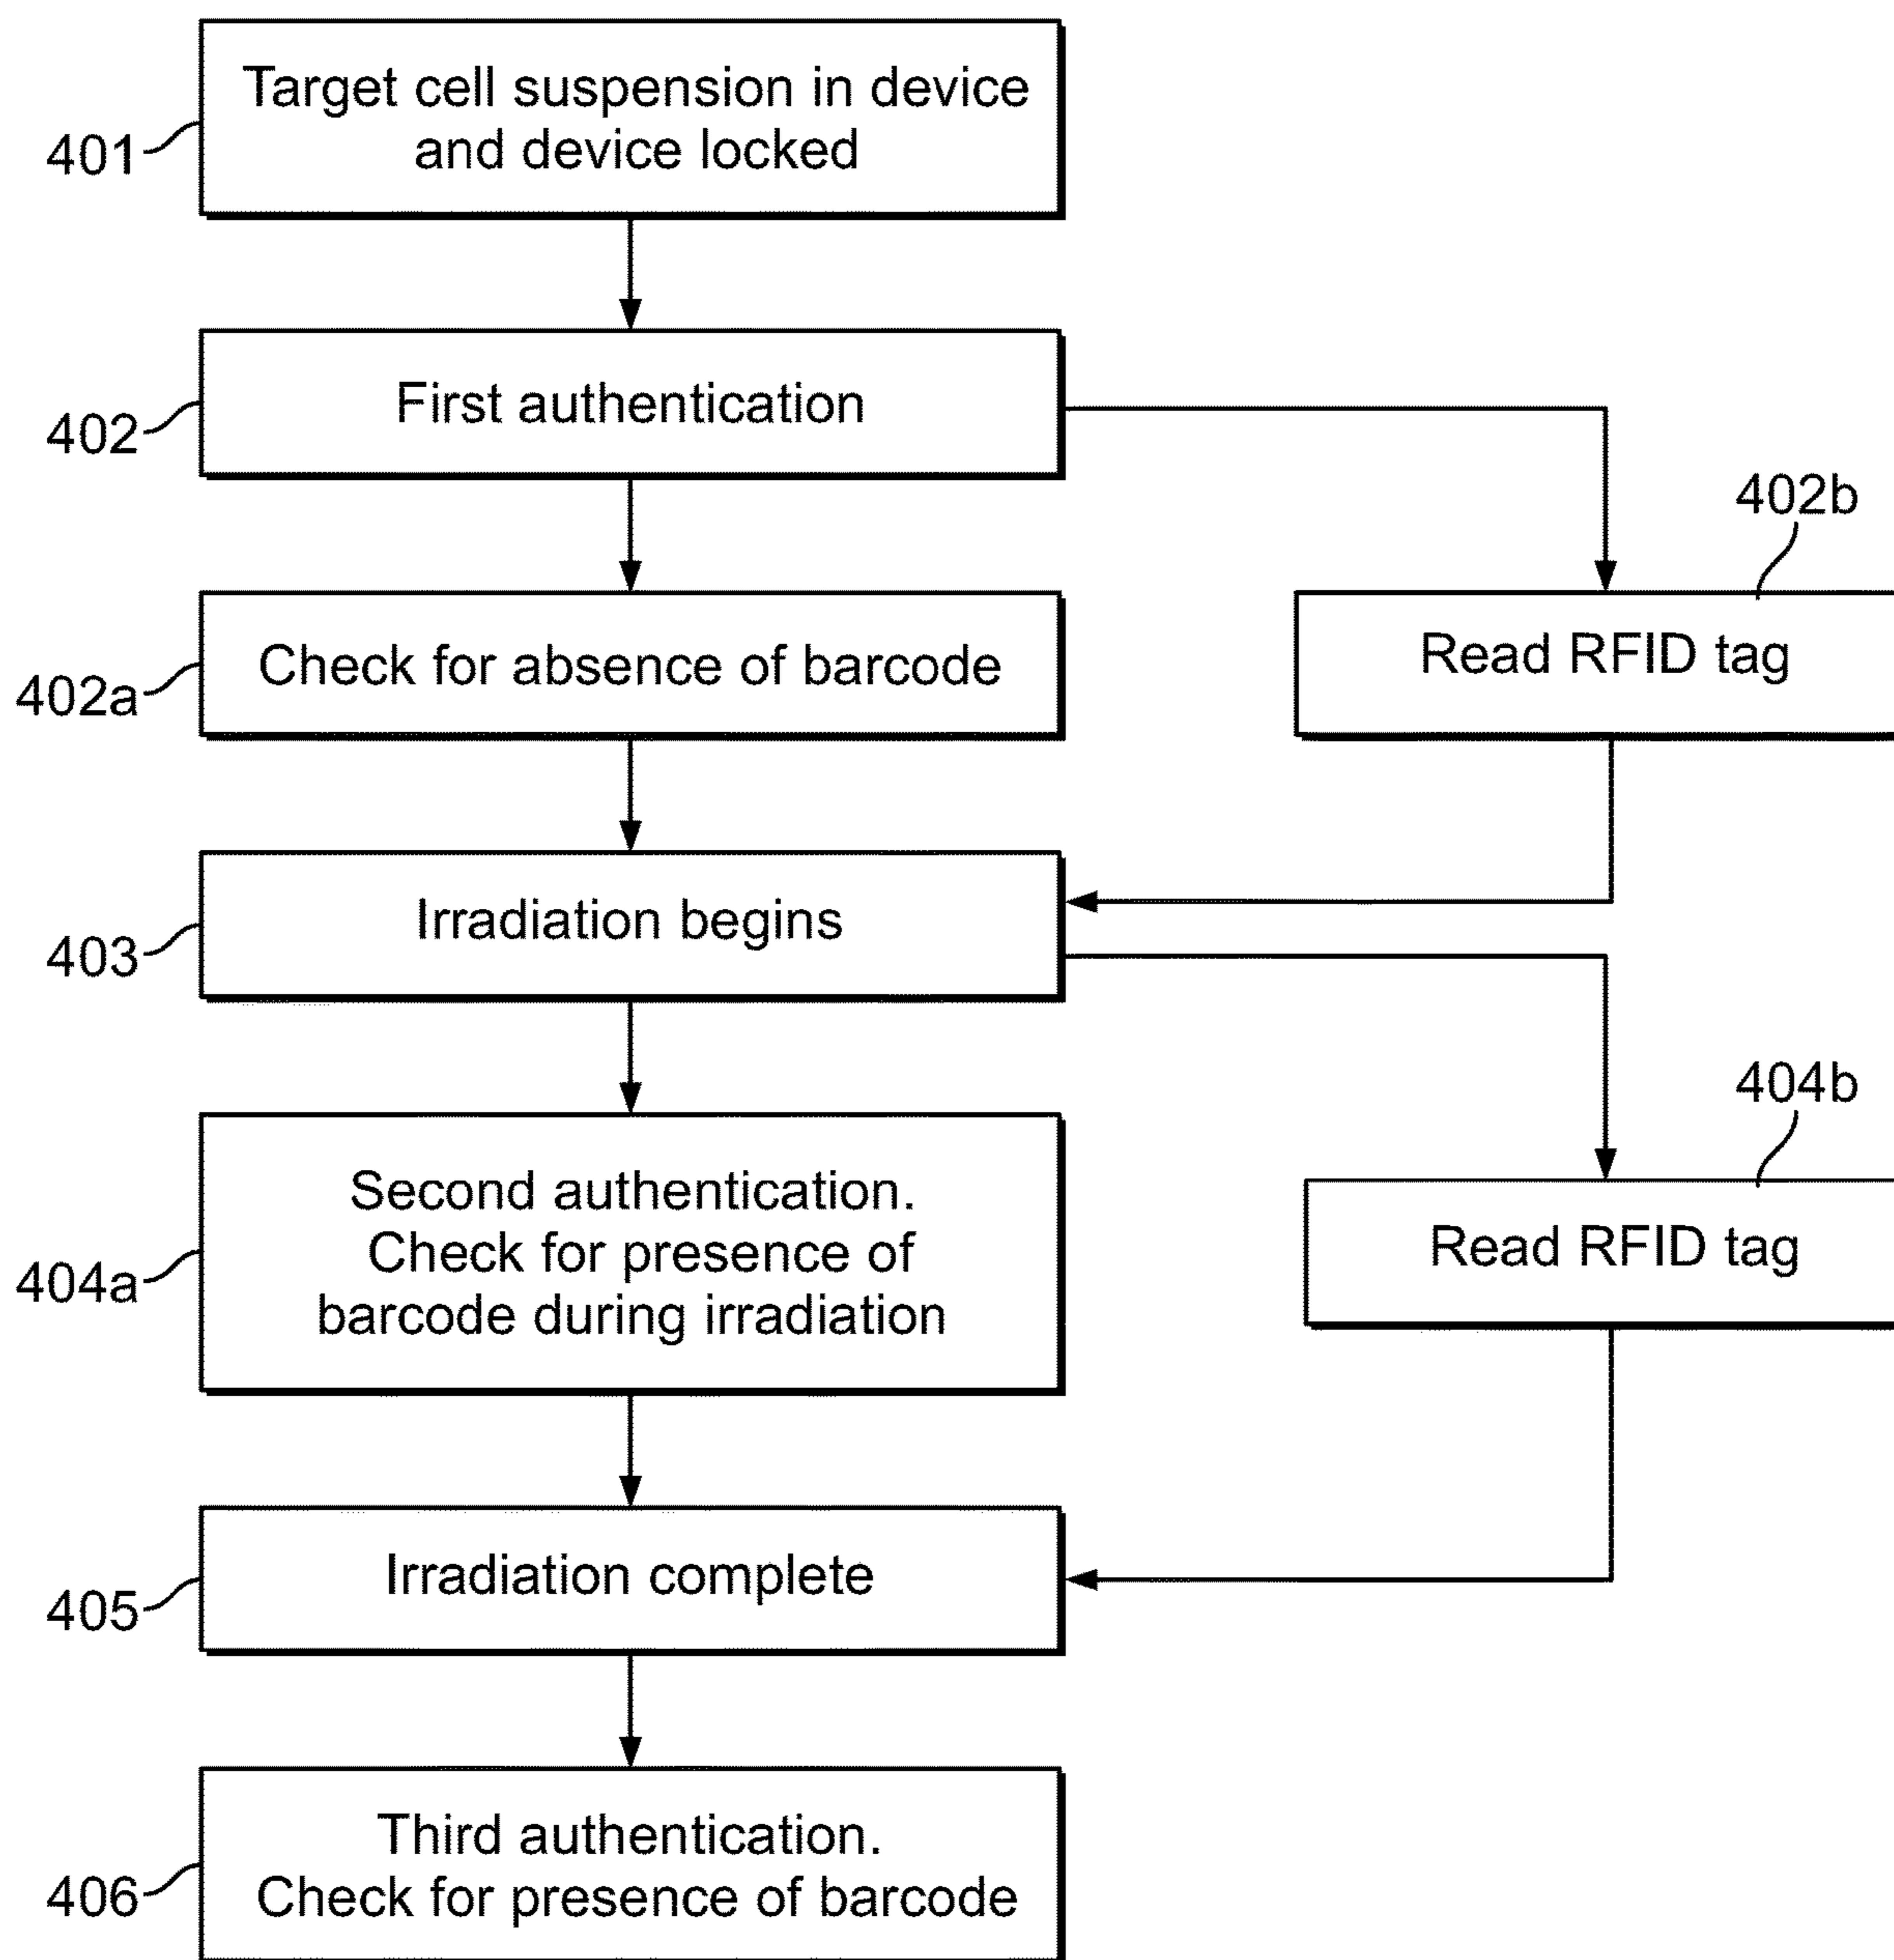 Target cell suspension in device
and device locked
401
First authentication
402
402b
Check for absence of barcode
402a
Read RFID tag
Irradiation begins
403
404b
Second authentication.
Check for presence of
barcode during irradiation
404a
Read RFID tag
Irradiation complete
405
Third authentication.
Check for presence of barcode
406